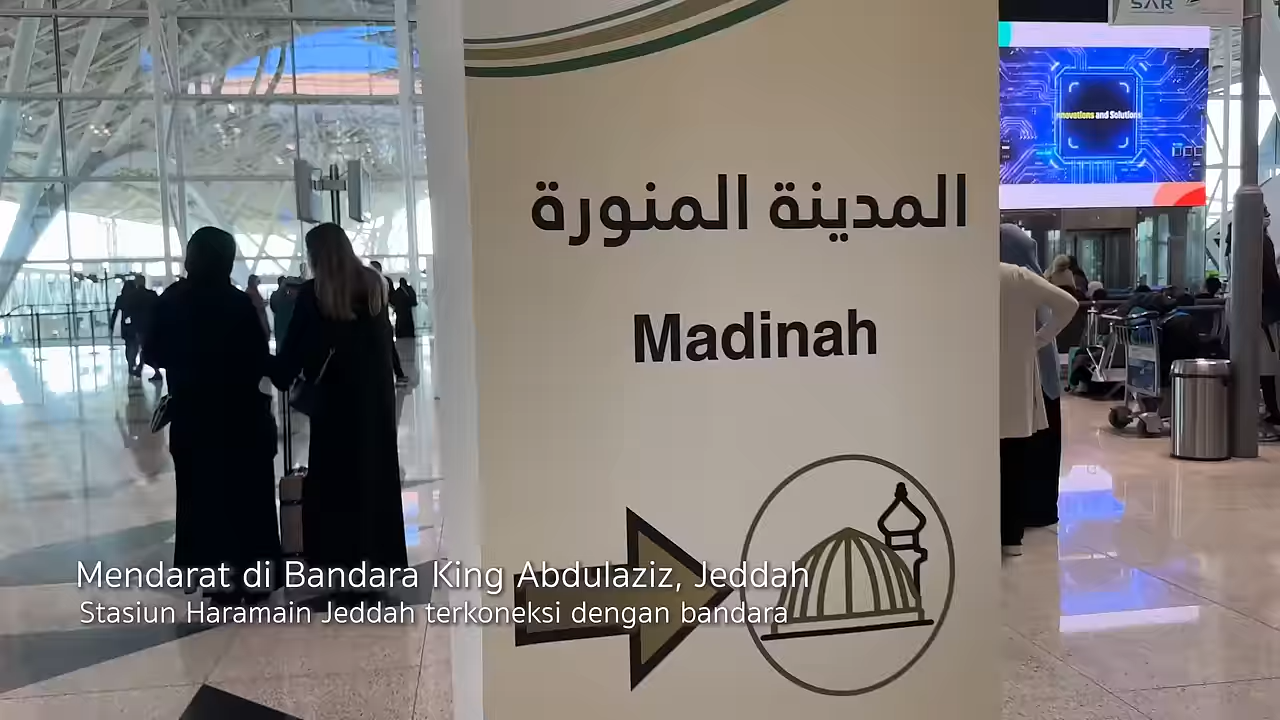 SAR
المدينة المنورة
Madinah
Innovations and Solutions
Mendarat di Bandara King Abdulaziz, Jeddah
Stasiun Haramain Jeddah terkoneksi dengan bandara